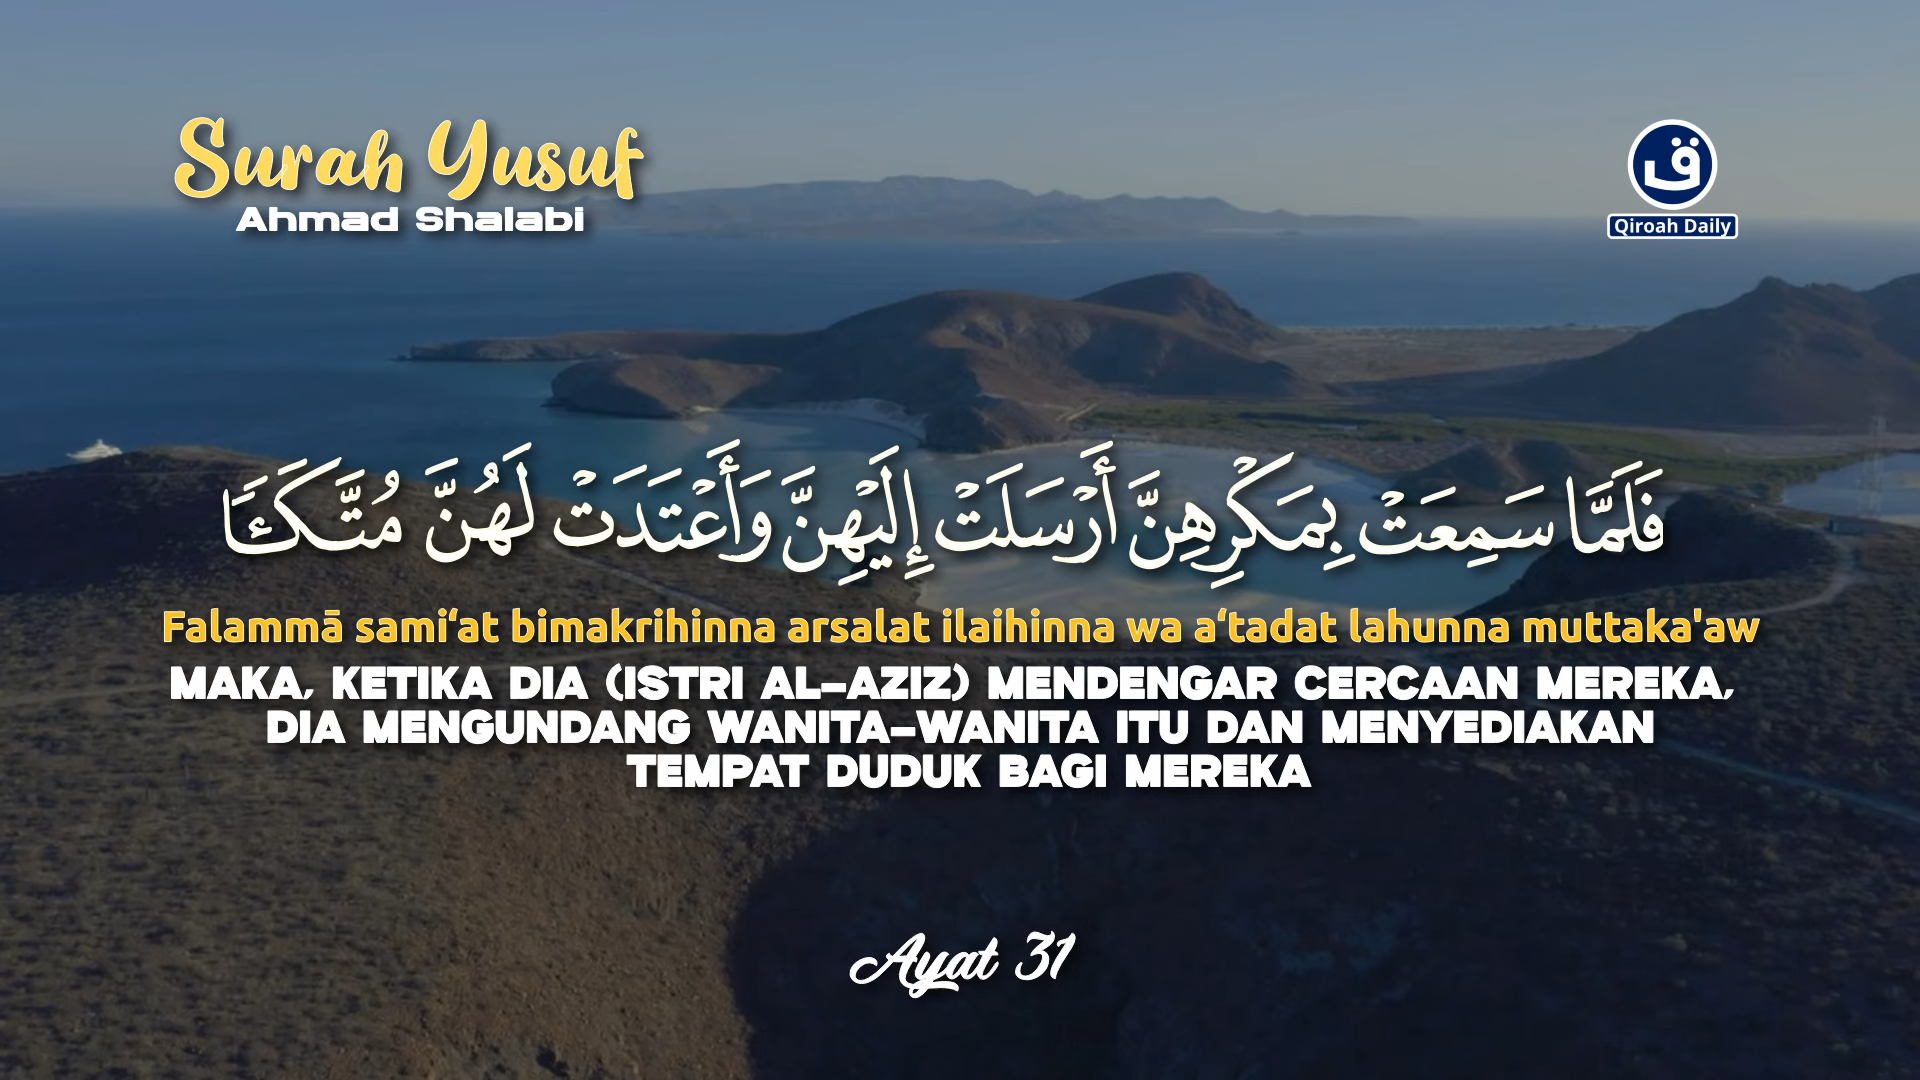 Surah Yusuf
Ahmad Shalabi
ق
Qiroah Daily
فَلَمَّا سَمِعَتْ بِمَكْرِهِنَّ أَرْسَلَتْ إِلَيْهِنَّ وَأَعْتَدَتْ لَهُنَّ مُتَّكَـًٔا
Falammā sami‘at bimakrihinna arsalat ilaihinna wa a‘tadat lahunna muttaka'aw
MAKA, KETIKA DIA (ISTRI AL-AZIZ) MENDENGAR CERCAAN MEREKA,
DIA MENGUNDANG WANITA-WANITA ITU DAN MENYEDIAKAN
TEMPAT DUDUK BAGI MEREKA
Ayat 31